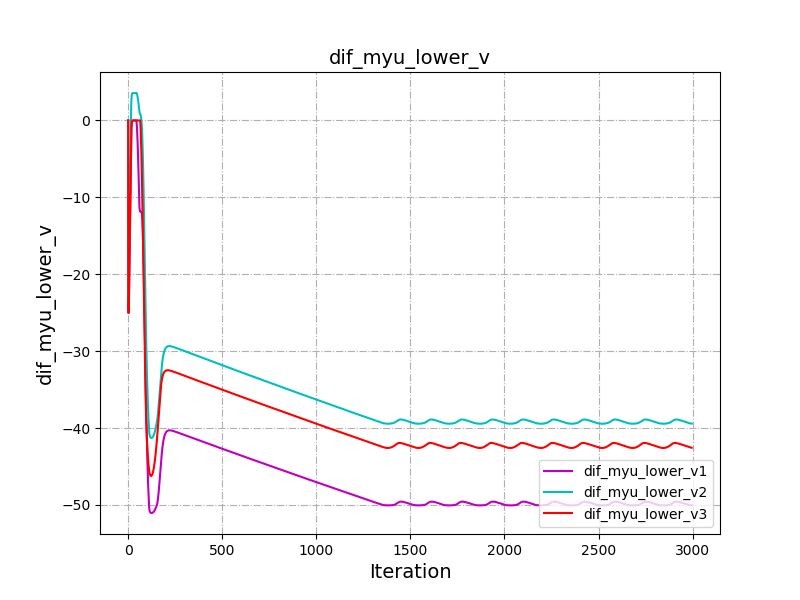 dif_myu_lower_v
dif_myu_lower_v
0
−10
−20
−30
−40
−50
0
500
1000
1500
2000
2500
3000
Iteration
dif_myu_lower_v1
dif_myu_lower_v2
dif_myu_lower_v3